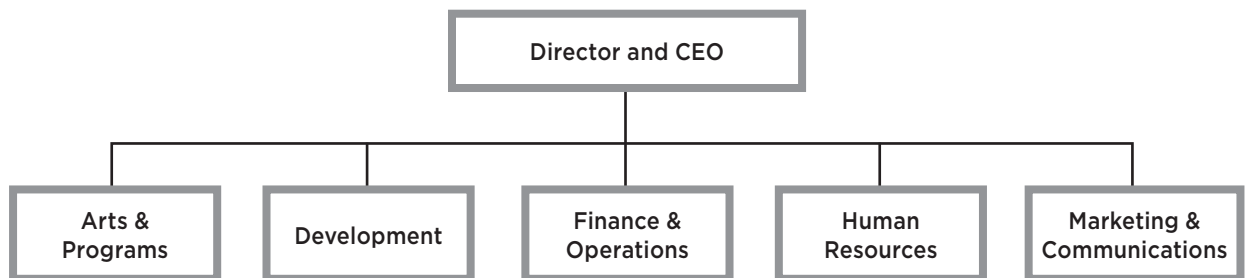 Director and CEO
Arts &
Programs
Development
Finance &
Operations
Human
Resources
Marketing &
Communications